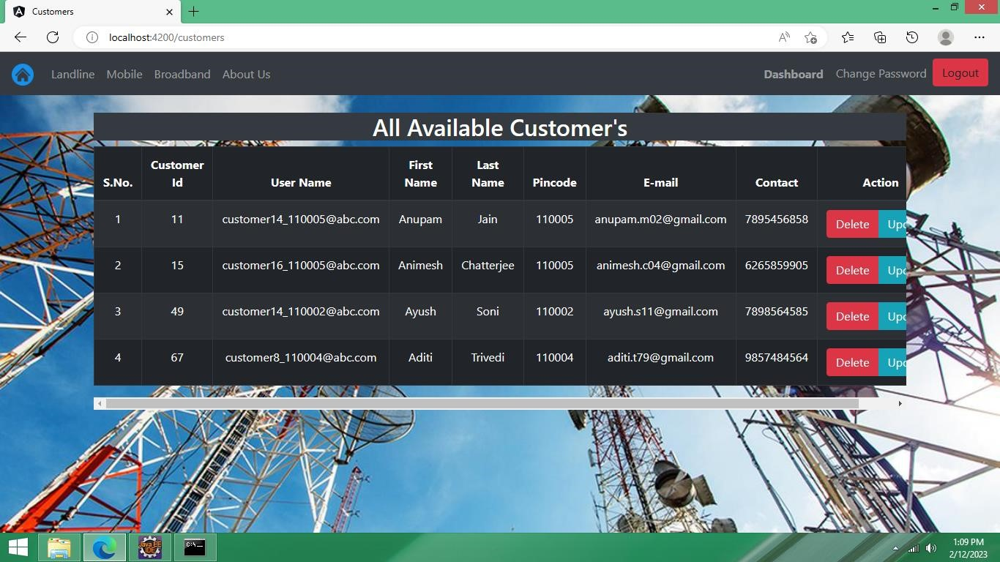 Customers
localhost:4200/customers
Landline Mobile Broadband About Us Dashboard Change Password Logout
All Available Customer's
S.No. Customer Id User Name First Name Last Name Pincode E-mail Contact Action
1 11 customer14_110005@abc.com Anupam Jain 110005 anupam.m02@gmail.com 7895456858 Delete Upd
2 15 customer16_110005@abc.com Animesh Chatterjee 110005 animesh.c04@gmail.com 6265859905 Delete Upd
3 49 customer14_110002@abc.com Ayush Soni 110002 ayush.s11@gmail.com 7898564585 Delete Upd
4 67 customer8_110004@abc.com Aditi Trivedi 110004 aditi.t79@gmail.com 9857484564 Delete Upd
Java EE
IDE
C:\_
1:09 PM
2/12/2023